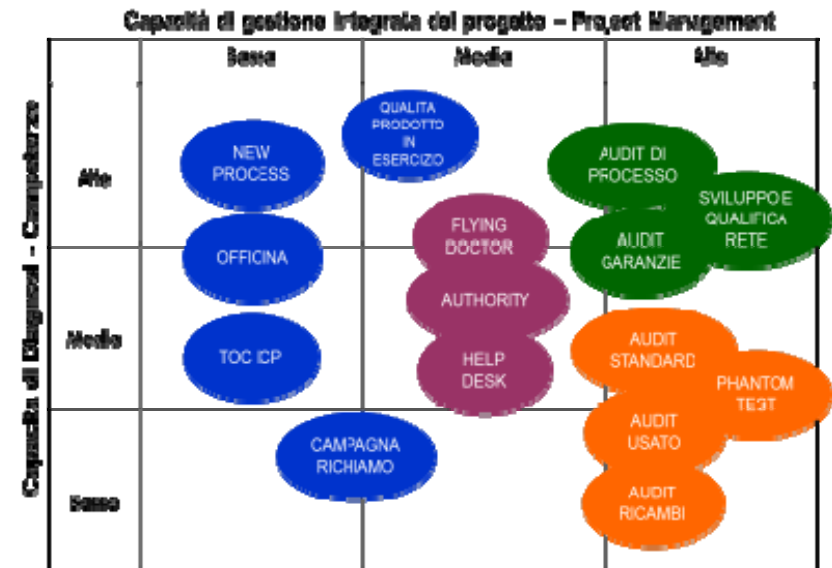 Capacità di gestione integrata del progetto – Project Management
Bassa
Media
Alta
Capacità di Diagnosi - Competenze
Alta
Media
Bassa
NEW
PROCESS
QUALITA
PRODOTTO
IN
ESERCIZIO
AUDIT DI
PROCESSO
SVILUPPO E
QUALIFICA
RETE
OFFICINA
FLYING
DOCTOR
AUDIT
GARANZIE
AUTHORITY
TOC ICP
HELP
DESK
AUDIT
STANDARD
PHANTOM
TEST
CAMPAGNA
RICHIAMO
AUDIT
USATO
AUDIT
RICAMBI